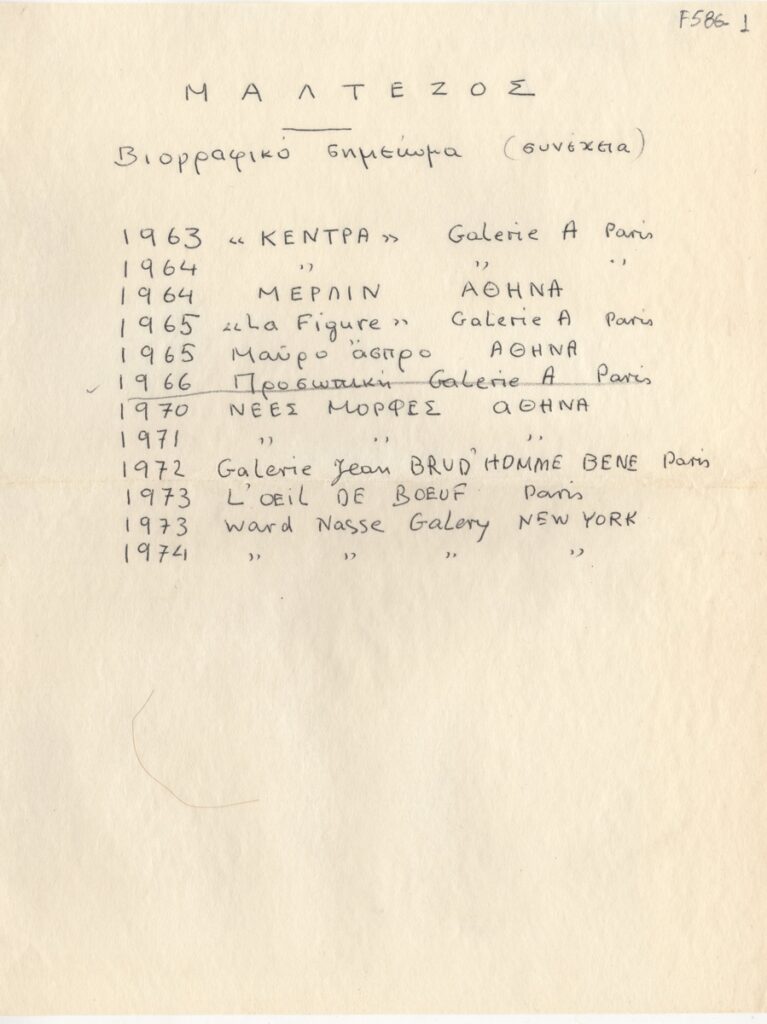 F586-1
ΜΑΛΤΕΖΟΣ
Βιογραφικό σημείωμα (συνέχεια)
1963 «ΚΕΝΤΡΑ» Galerie A Paris
1964 " " "
1964 ΜΕΡΛΙΝ ΑΘΗΝΑ
1965 «La Figure» Galerie A Paris
1965 Μαύρο άσπρο ΑΘΗΝΑ
✓ 1966 Προσωπική Galerie A Paris
1970 ΝΕΕΣ ΜΟΡΦΕΣ αΘΗΝΑ
1971 " " "
1972 Galerie Jean BRUD'HOMME BENE Paris
1973 L'OEiL DE BOEUF Paris
1973 Ward Nasse Galery NEW YORK
1974 " " " "